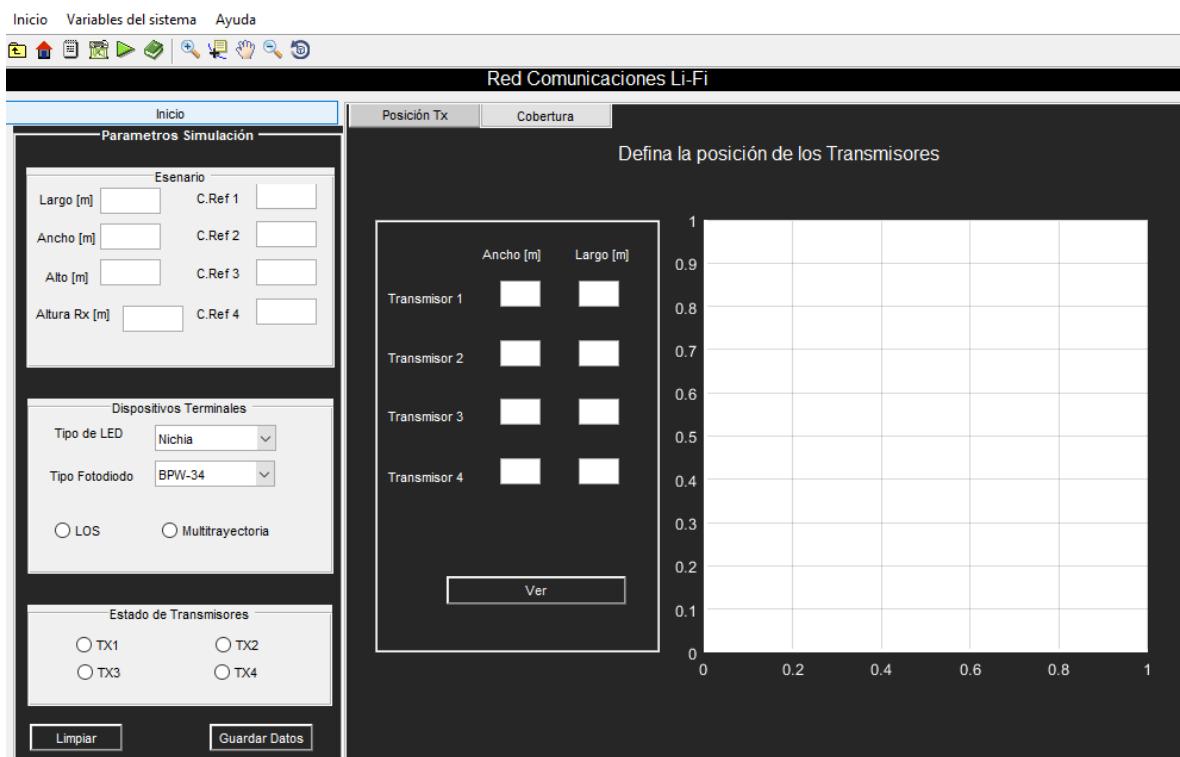 Inicio Variables del sistema Ayuda
Red Comunicaciones Li-Fi
Inicio
Parametros Simulación
Esenario
Largo [m] C.Ref 1
Ancho [m] C.Ref 2
Alto [m] C.Ref 3
Altura Rx [m] C.Ref 4
Dispositivos Terminales
Tipo de LED Nichia
Tipo Fotodiodo BPW-34
LOS Multitrayectoria
Estado de Transmisores
TX1 TX2
TX3 TX4
Limpiar Guardar Datos
Posición Tx Cobertura
Defina la posición de los Transmisores
Ancho [m] Largo [m]
Transmisor 1
Transmisor 2
Transmisor 3
Transmisor 4
Ver
1
0.9
0.8
0.7
0.6
0.5
0.4
0.3
0.2
0.1
0
0 0.2 0.4 0.6 0.8 1